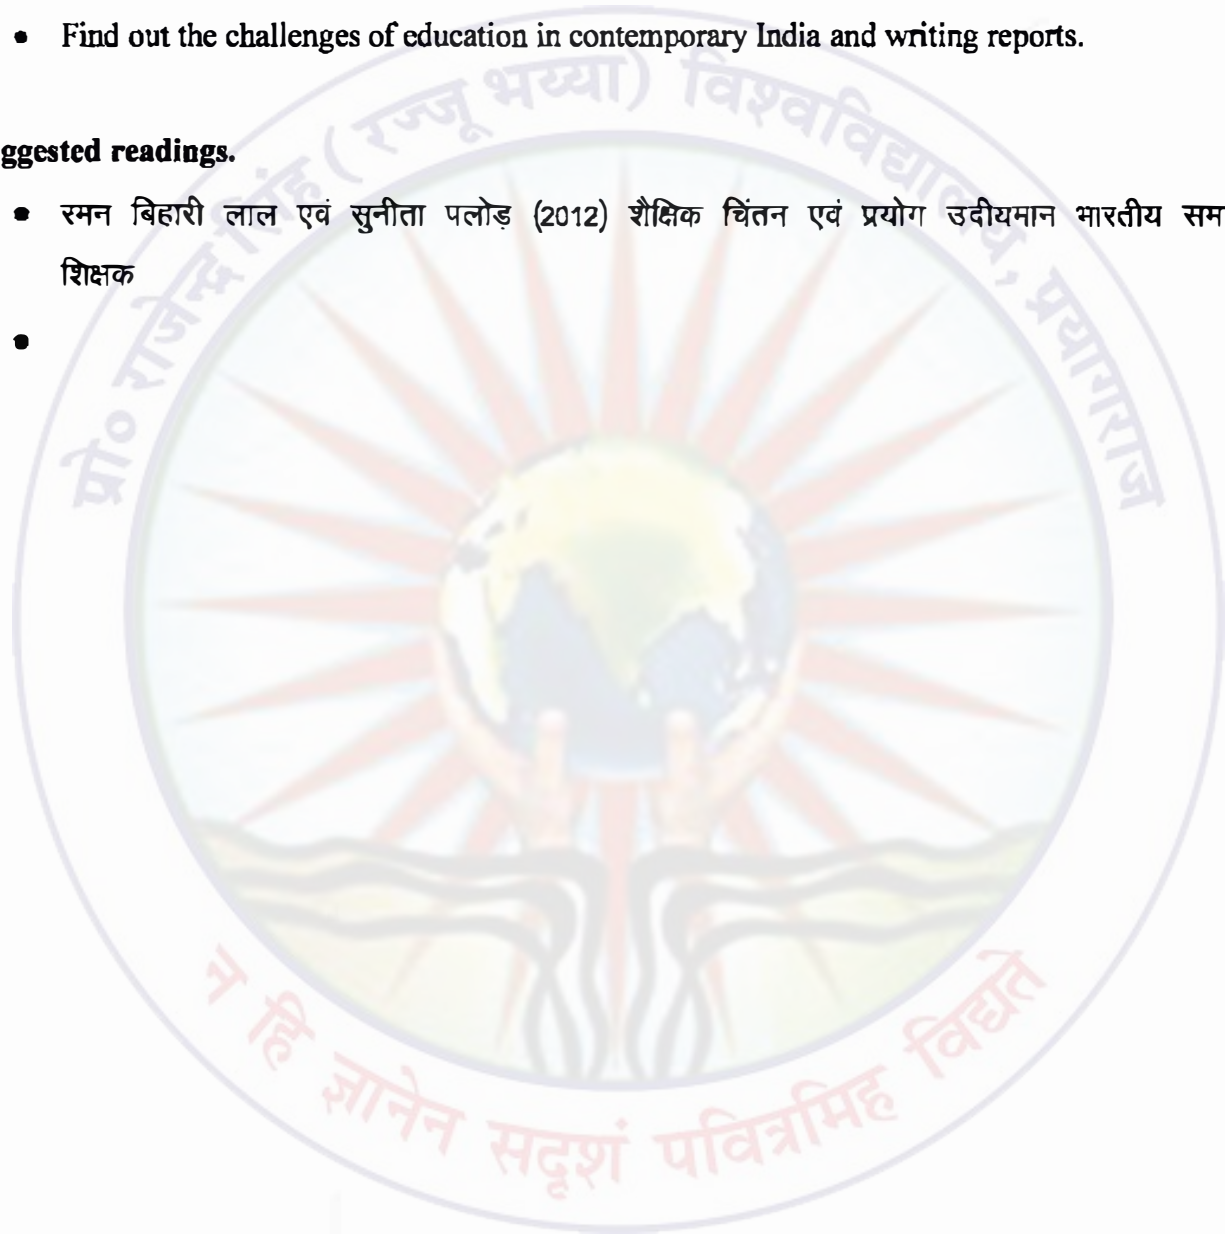 • Find out the challenges of education in contemporary India and writing reports.
ggested readings.
• रमन बिहारी लाल एवं सुनीता पलोड़ (2012) शैक्षिक चिंतन एवं प्रयोग उदीयमान भारतीय सम
शिक्षक
•
प्रो० राजेन्द्र सिंह ( रज्जू भय्या) विश्वविद्यालय, प्रयागराज
न हि ज्ञानेन सदृशं पवित्रमिह विद्यते